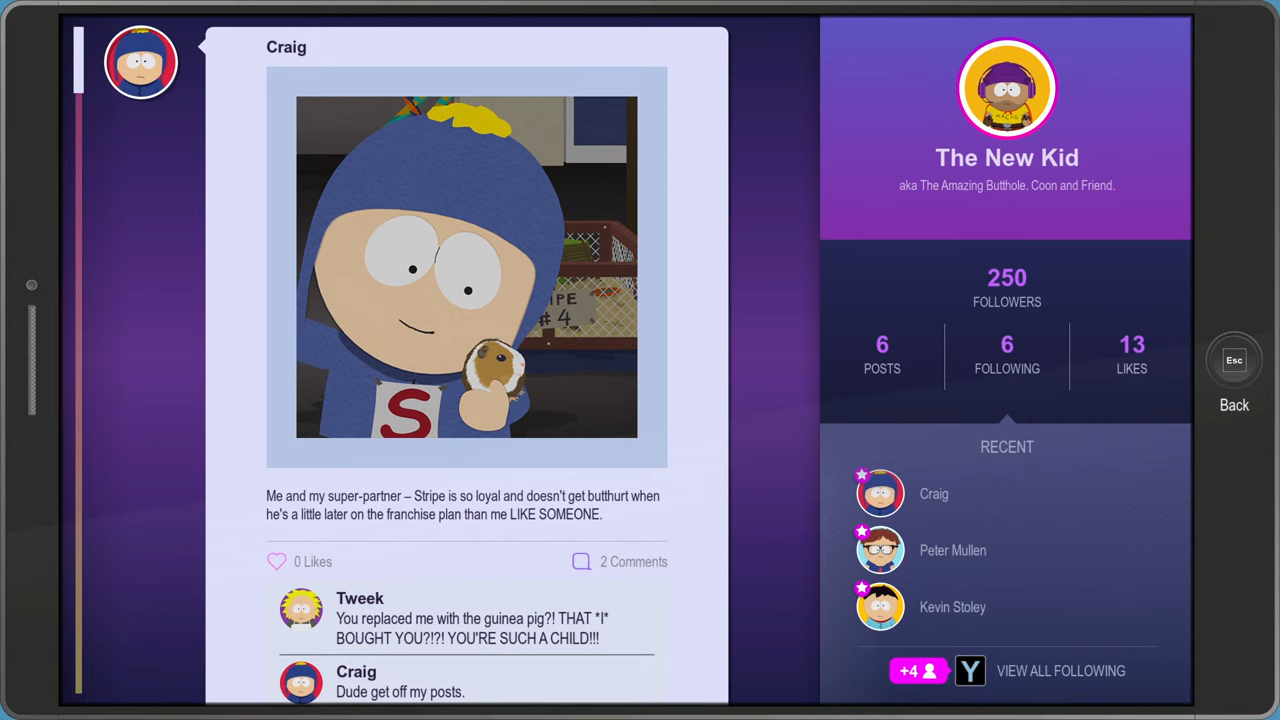 Craig
IPE
# 4
S
Me and my super-partner – Stripe is so loyal and doesn't get butthurt when
he's a little later on the franchise plan than me LIKE SOMEONE.
0 Likes
2 Comments
Tweek
You replaced me with the guinea pig?! THAT *I*
BOUGHT YOU?!?! YOU'RE SUCH A CHILD!!!
Craig
Dude get off my posts.
The New Kid
aka The Amazing Butthole. Coon and Friend.
250
FOLLOWERS
6
POSTS
6
FOLLOWING
13
LIKES
RECENT
Craig
Peter Mullen
Kevin Stoley
+4
Y
VIEW ALL FOLLOWING
Esc
Back